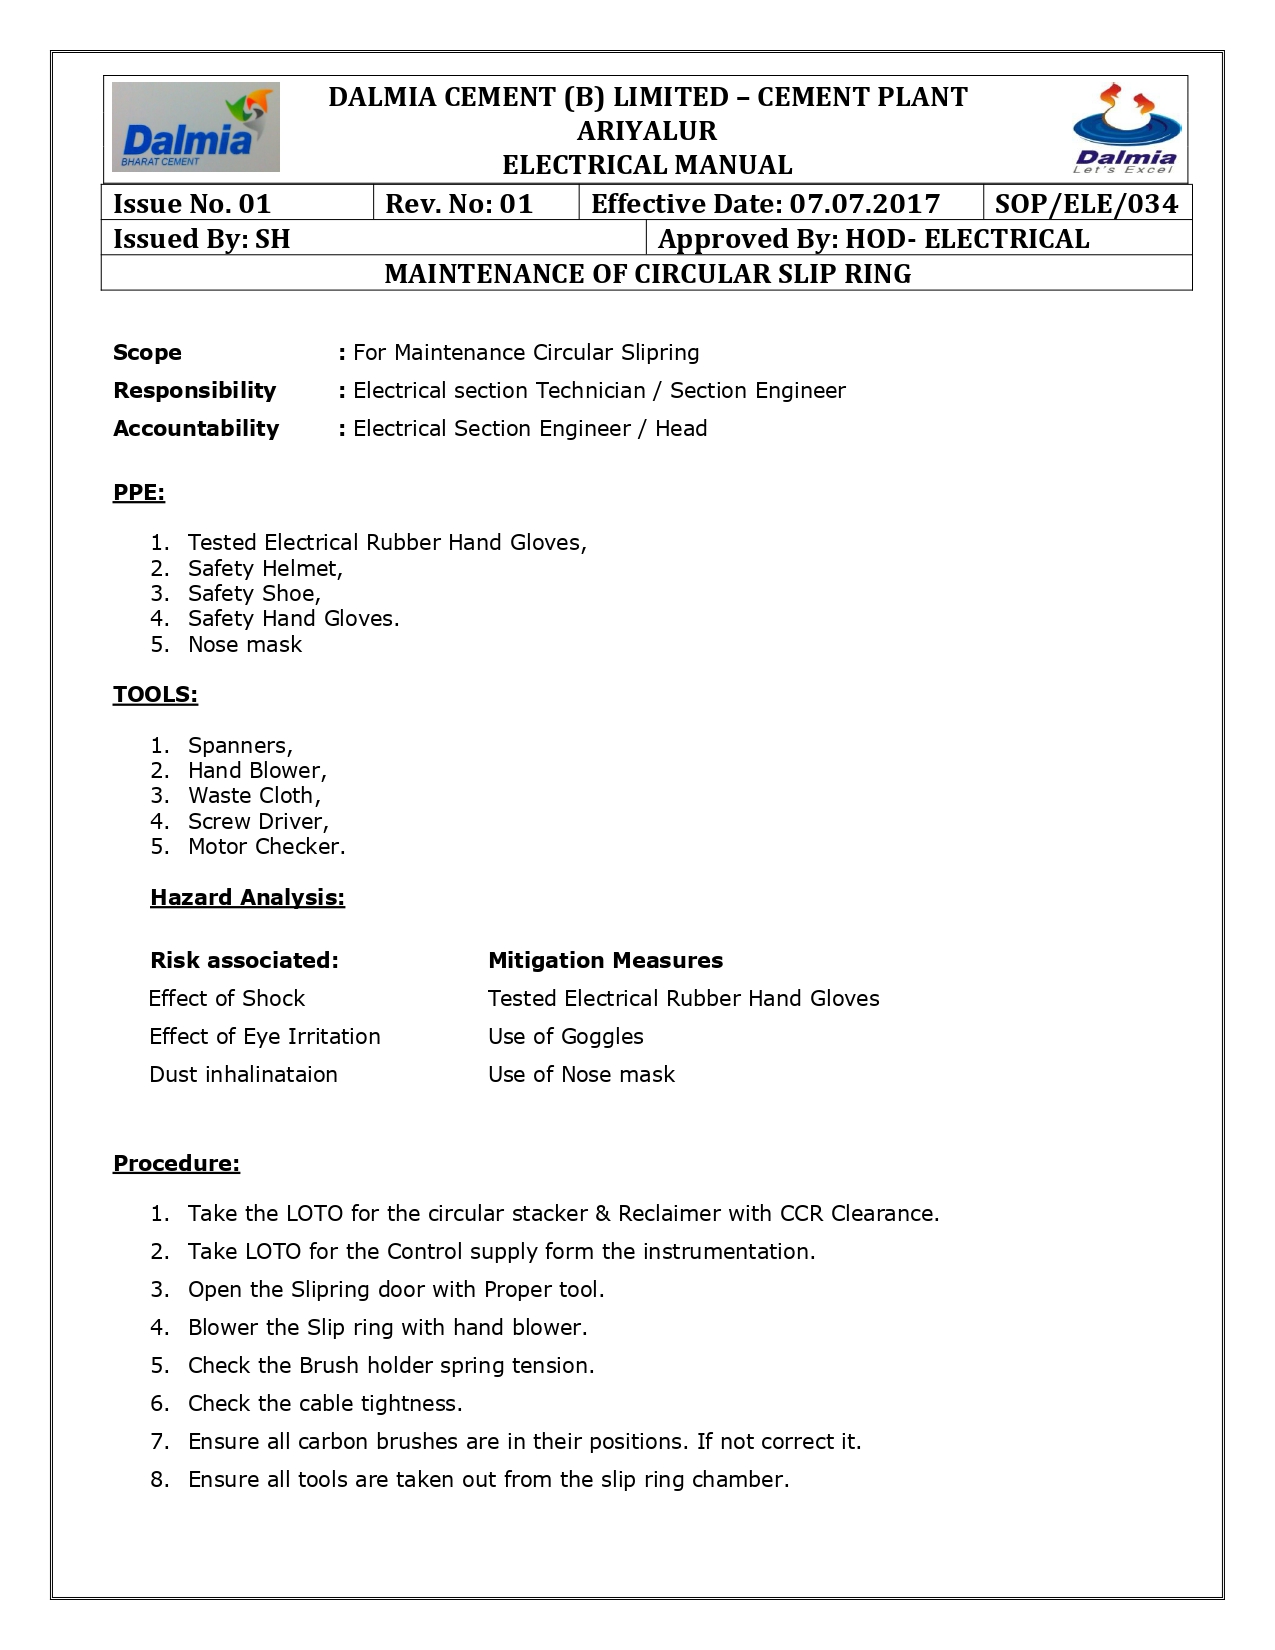 Dalmia
BHARAT CEMENT
DALMIA CEMENT (B) LIMITED – CEMENT PLANT
ARIYALUR
ELECTRICAL MANUAL
Dalmia
Let's Excel
Issue No. 01 Rev. No: 01 Effective Date: 07.07.2017 SOP/ELE/034
Issued By: SH Approved By: HOD- ELECTRICAL
MAINTENANCE OF CIRCULAR SLIP RING
Scope : For Maintenance Circular Slipring
Responsibility : Electrical section Technician / Section Engineer
Accountability : Electrical Section Engineer / Head
PPE:
1. Tested Electrical Rubber Hand Gloves,
2. Safety Helmet,
3. Safety Shoe,
4. Safety Hand Gloves.
5. Nose mask
TOOLS:
1. Spanners,
2. Hand Blower,
3. Waste Cloth,
4. Screw Driver,
5. Motor Checker.
Hazard Analysis:
Risk associated: Mitigation Measures
Effect of Shock Tested Electrical Rubber Hand Gloves
Effect of Eye Irritation Use of Goggles
Dust inhalinataion Use of Nose mask
Procedure:
1. Take the LOTO for the circular stacker & Reclaimer with CCR Clearance.
2. Take LOTO for the Control supply form the instrumentation.
3. Open the Slipring door with Proper tool.
4. Blower the Slip ring with hand blower.
5. Check the Brush holder spring tension.
6. Check the cable tightness.
7. Ensure all carbon brushes are in their positions. If not correct it.
8. Ensure all tools are taken out from the slip ring chamber.